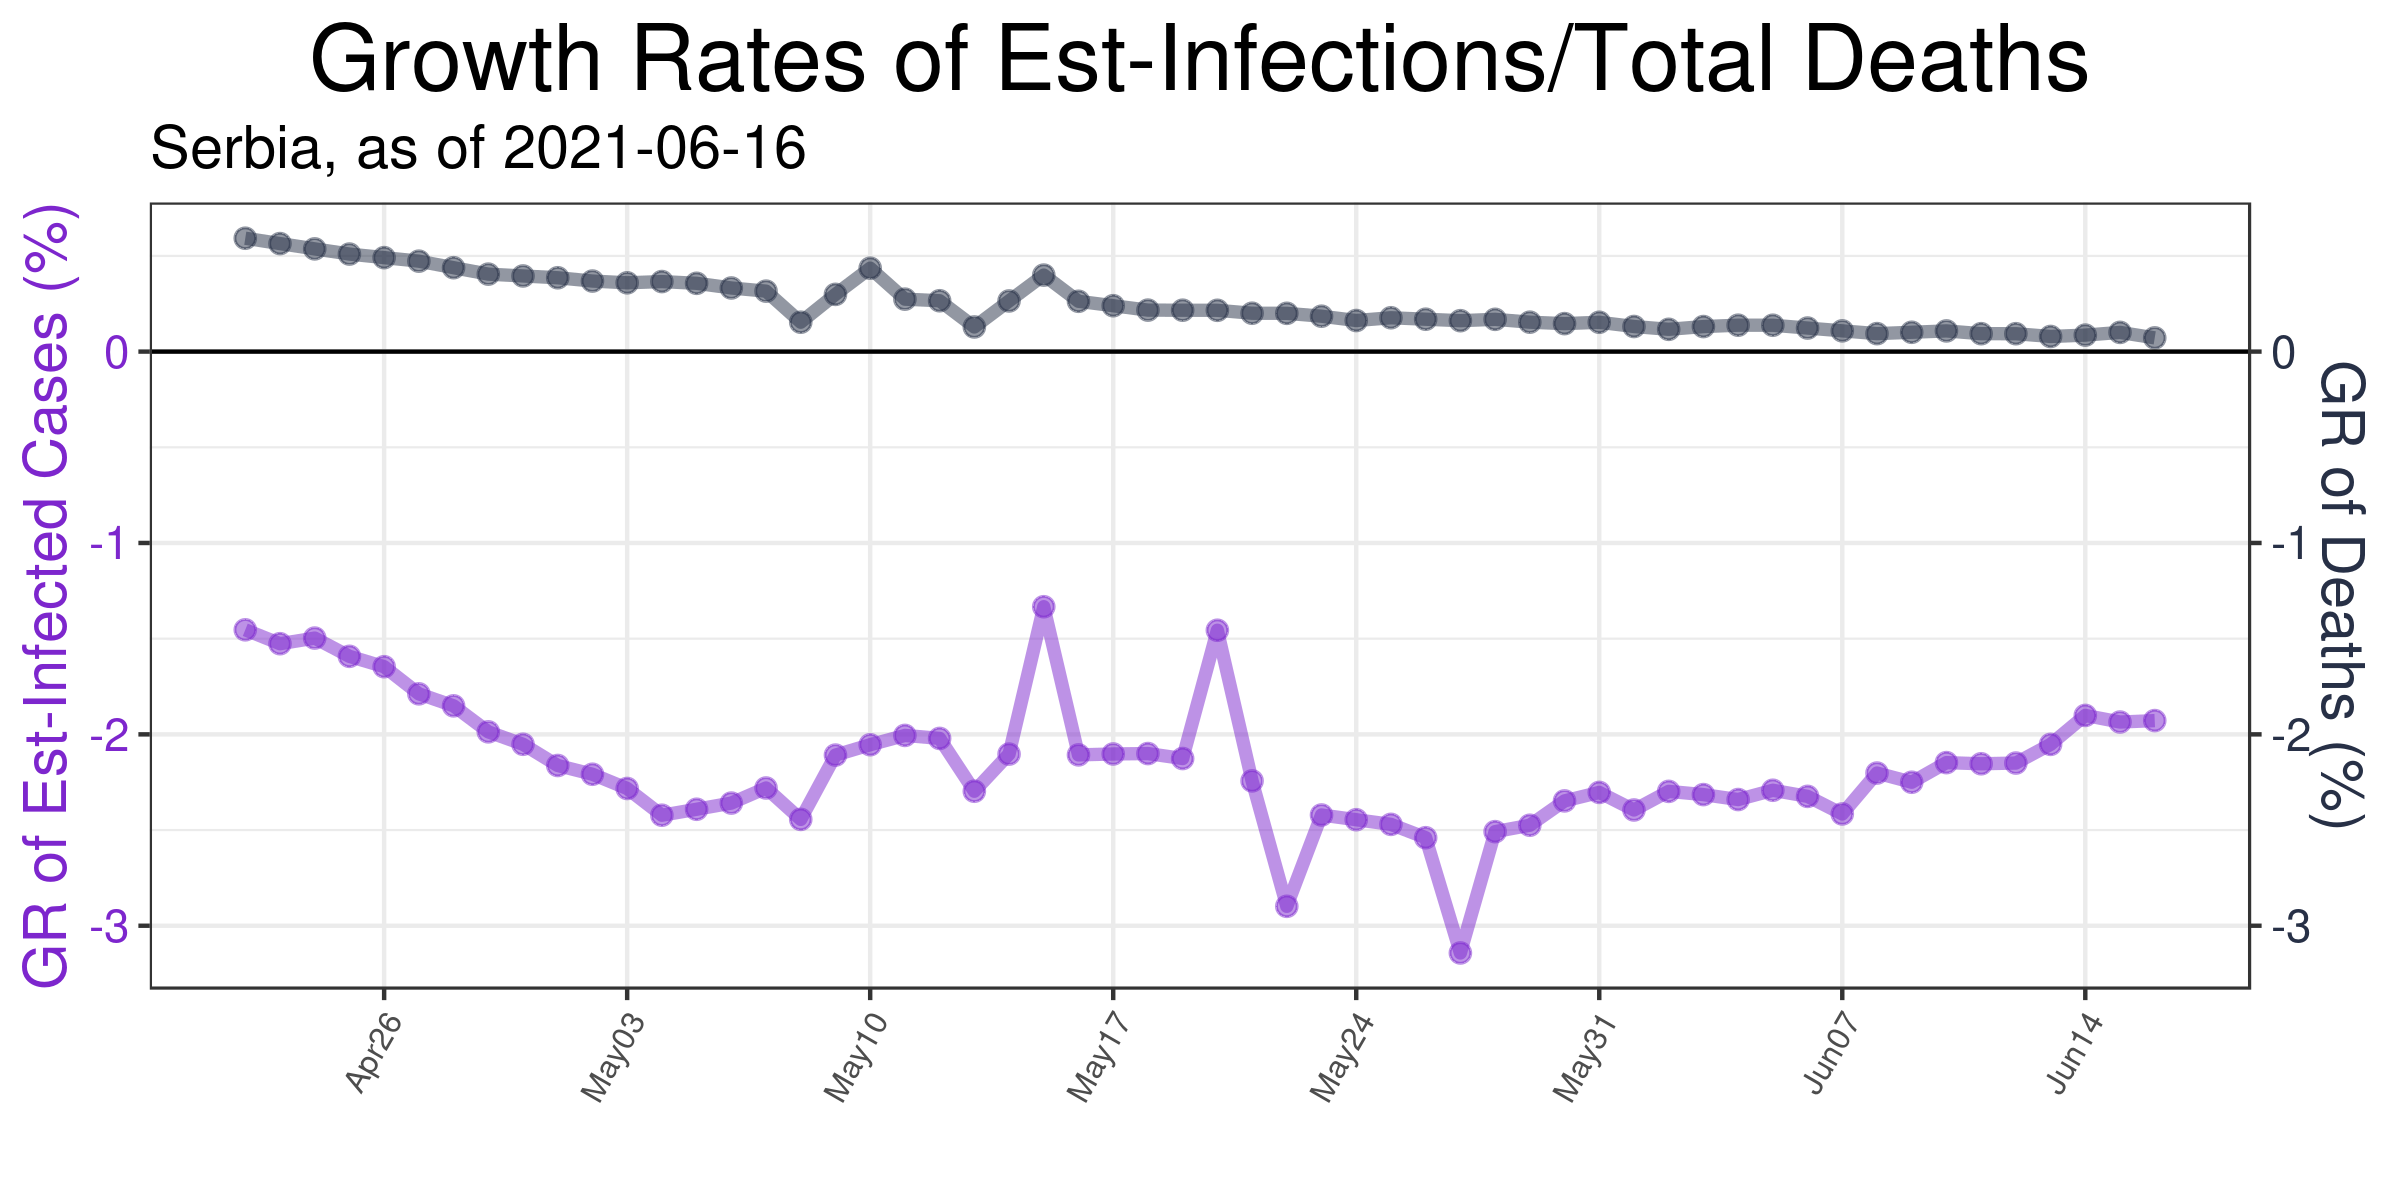 Growth Rates of Est-Infections/Total Deaths
Serbia, as of 2021-06-16
GR of Est-Infected Cases (%)
0
-1
-2
-3
0
-1
-2
-3
GR of Deaths (%)
Apr26
May03
May10
May17
May24
May31
Jun07
Jun14